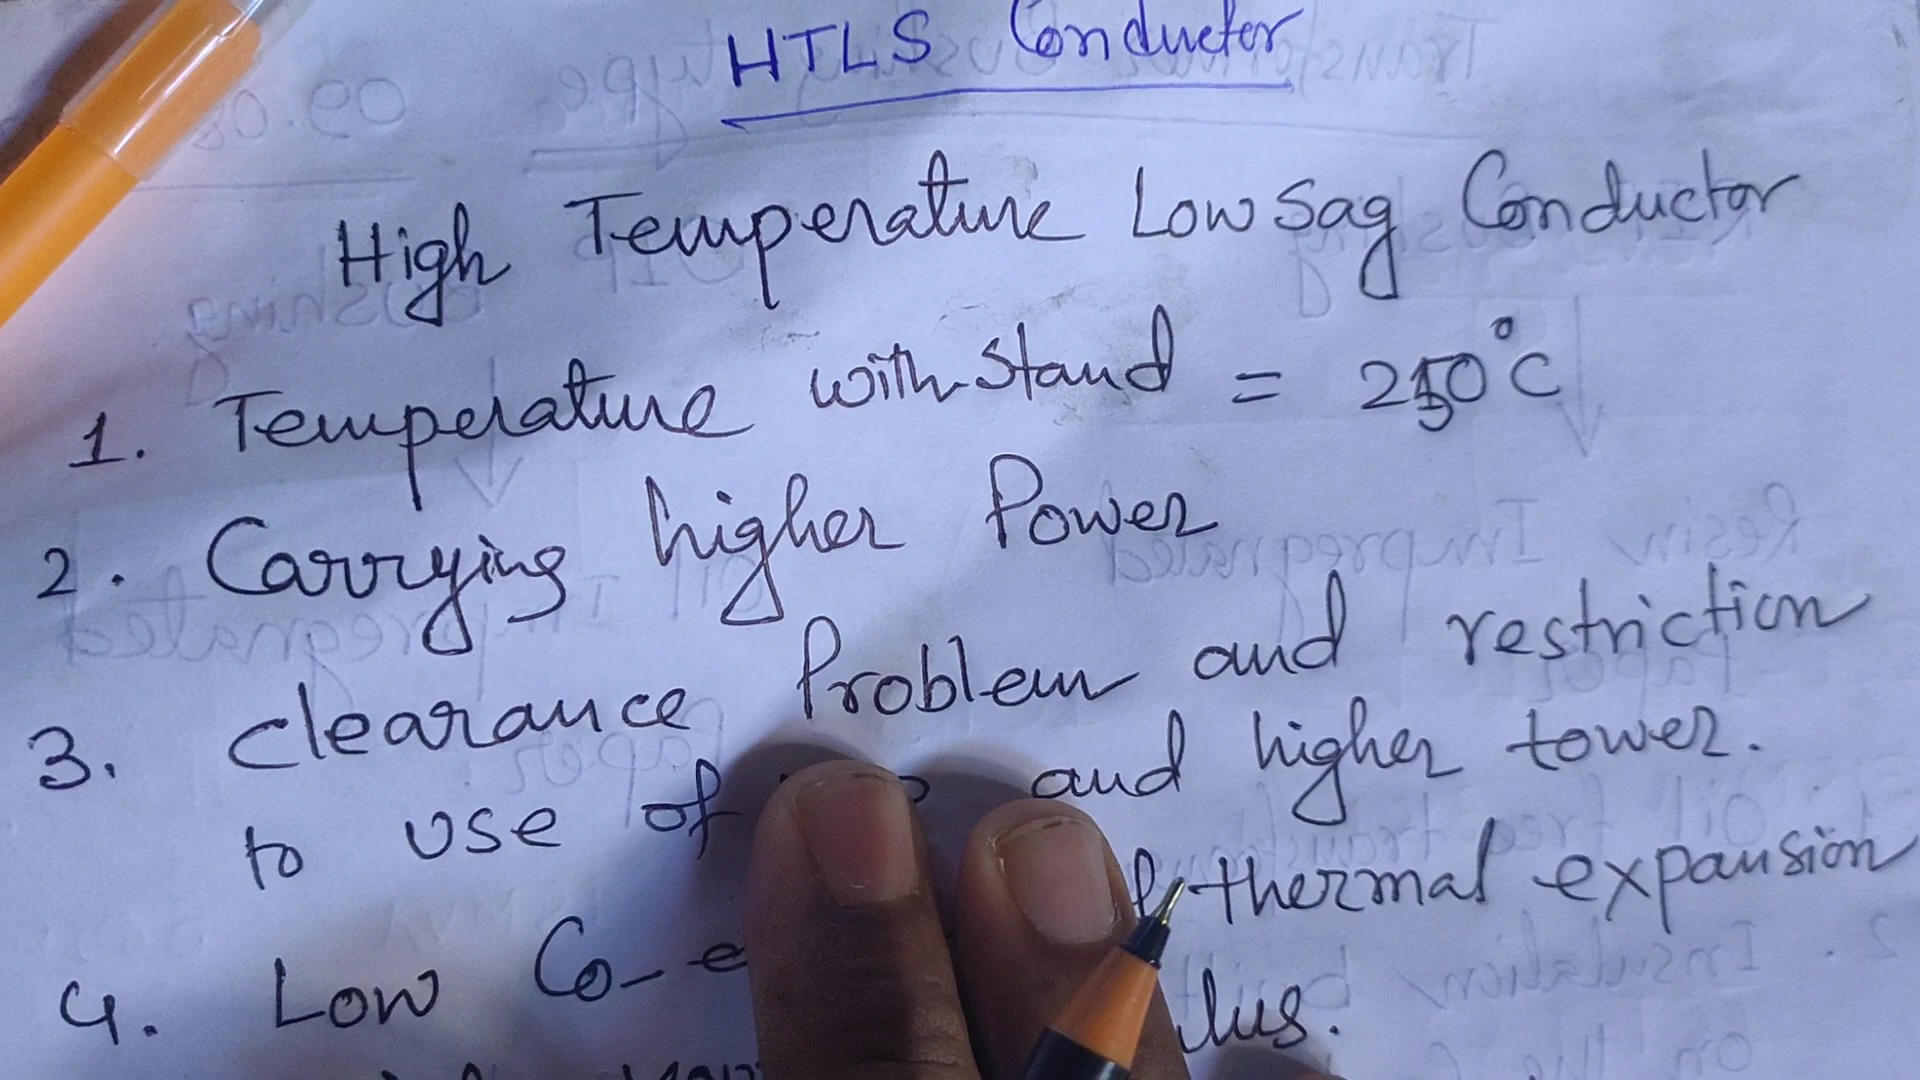 HTLS Conductor
High Temperature Low Sag Conductor
1. Temperature withstand = 250°C
2. Carrying higher Power
3. Clearance Problem and restriction
to use of and higher tower.
4. Low Co-e thermal expansion